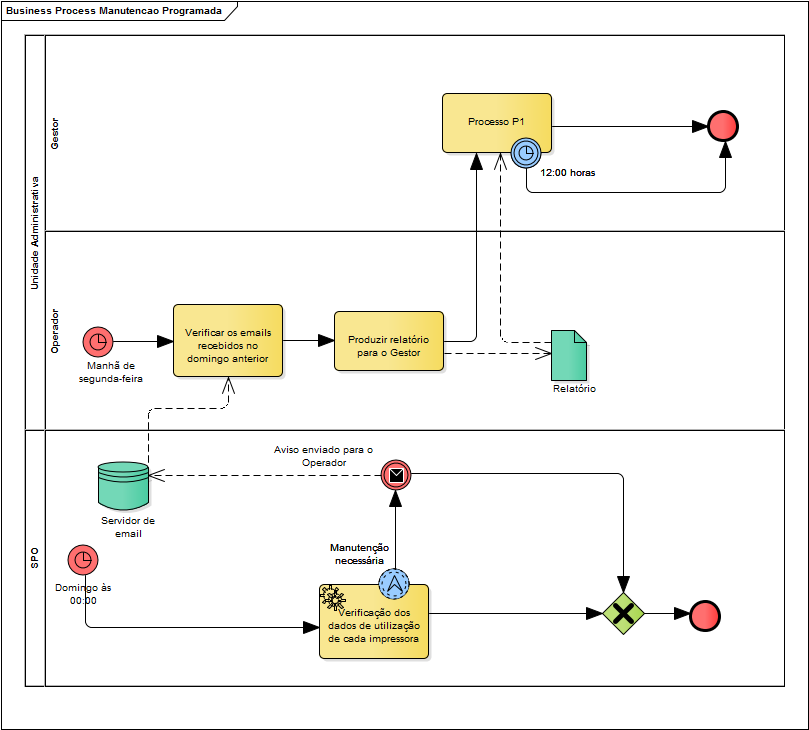 Business Process Manutencao Programada
Unidade Administrativa
Gestor
Processo P1
12:00 horas
Operador
Manhã de
segunda-feira
Verificar os emails
recebidos no
domingo anterior
Produzir relatório
para o Gestor
Relatório
SPO
Servidor de
email
Aviso enviado para o
Operador
Manutenção
necessária
Domingo às
00:00
Verificação dos
dados de utilização
de cada impressora